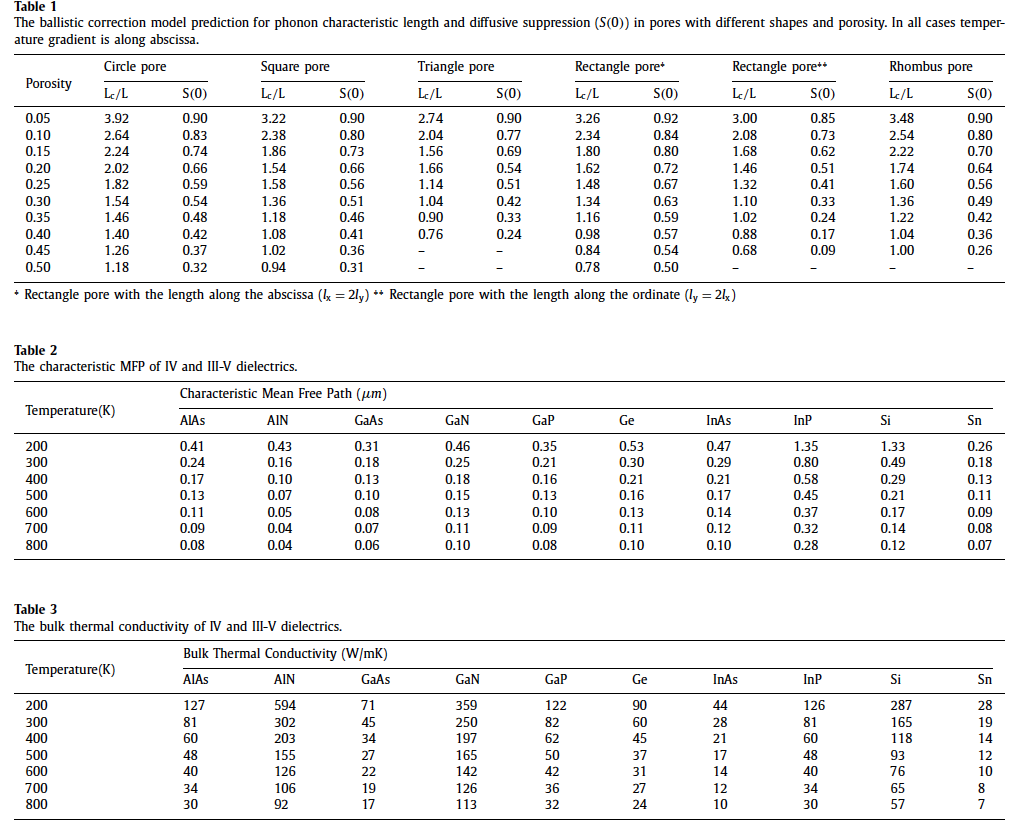 Table 1
The ballistic correction model prediction for phonon characteristic length and diffusive suppression (S(0)) in pores with different shapes and porosity. In all cases temper-
ature gradient is along abscissa.
Porosity Circle pore Square pore Triangle pore Rectangle pore* Rectangle pore** Rhombus pore
Lc/L S(0) Lc/L S(0) Lc/L S(0) Lc/L S(0) Lc/L S(0) Lc/L S(0)
0.05 3.92 0.90 3.22 0.90 2.74 0.90 3.26 0.92 3.00 0.85 3.48 0.90
0.10 2.64 0.83 2.38 0.80 2.04 0.77 2.34 0.84 2.08 0.73 2.54 0.80
0.15 2.24 0.74 1.86 0.73 1.56 0.69 1.80 0.80 1.68 0.62 2.22 0.70
0.20 2.02 0.66 1.54 0.66 1.66 0.54 1.62 0.72 1.46 0.51 1.74 0.64
0.25 1.82 0.59 1.58 0.56 1.14 0.51 1.48 0.67 1.32 0.41 1.60 0.56
0.30 1.54 0.54 1.36 0.51 1.04 0.42 1.34 0.63 1.10 0.33 1.36 0.49
0.35 1.46 0.48 1.18 0.46 0.90 0.33 1.16 0.59 1.02 0.24 1.22 0.42
0.40 1.40 0.42 1.08 0.41 0.76 0.24 0.98 0.57 0.88 0.17 1.04 0.36
0.45 1.26 0.37 1.02 0.36 – – 0.84 0.54 0.68 0.09 1.00 0.26
0.50 1.18 0.32 0.94 0.31 – – 0.78 0.50 – – – –
* Rectangle pore with the length along the abscissa (lx = 2ly) ** Rectangle pore with the length along the ordinate (ly = 2lx)
Table 2
The characteristic MFP of IV and III-V dielectrics.
Temperature(K) Characteristic Mean Free Path (μm)
AlAs AlN GaAs GaN GaP Ge InAs InP Si Sn
200 0.41 0.43 0.31 0.46 0.35 0.53 0.47 1.35 1.33 0.26
300 0.24 0.16 0.18 0.25 0.21 0.30 0.29 0.80 0.49 0.18
400 0.17 0.10 0.13 0.18 0.16 0.21 0.21 0.58 0.29 0.13
500 0.13 0.07 0.10 0.15 0.13 0.16 0.17 0.45 0.21 0.11
600 0.11 0.05 0.08 0.13 0.10 0.13 0.14 0.37 0.17 0.09
700 0.09 0.04 0.07 0.11 0.09 0.11 0.12 0.32 0.14 0.08
800 0.08 0.04 0.06 0.10 0.08 0.10 0.10 0.28 0.12 0.07
Table 3
The bulk thermal conductivity of IV and III-V dielectrics.
Temperature(K) Bulk Thermal Conductivity (W/mK)
AlAs AlN GaAs GaN GaP Ge InAs InP Si Sn
200 127 594 71 359 122 90 44 126 287 28
300 81 302 45 250 82 60 28 81 165 19
400 60 203 34 197 62 45 21 60 118 14
500 48 155 27 165 50 37 17 48 93 12
600 40 126 22 142 42 31 14 40 76 10
700 34 106 19 126 36 27 12 34 65 8
800 30 92 17 113 32 24 10 30 57 7